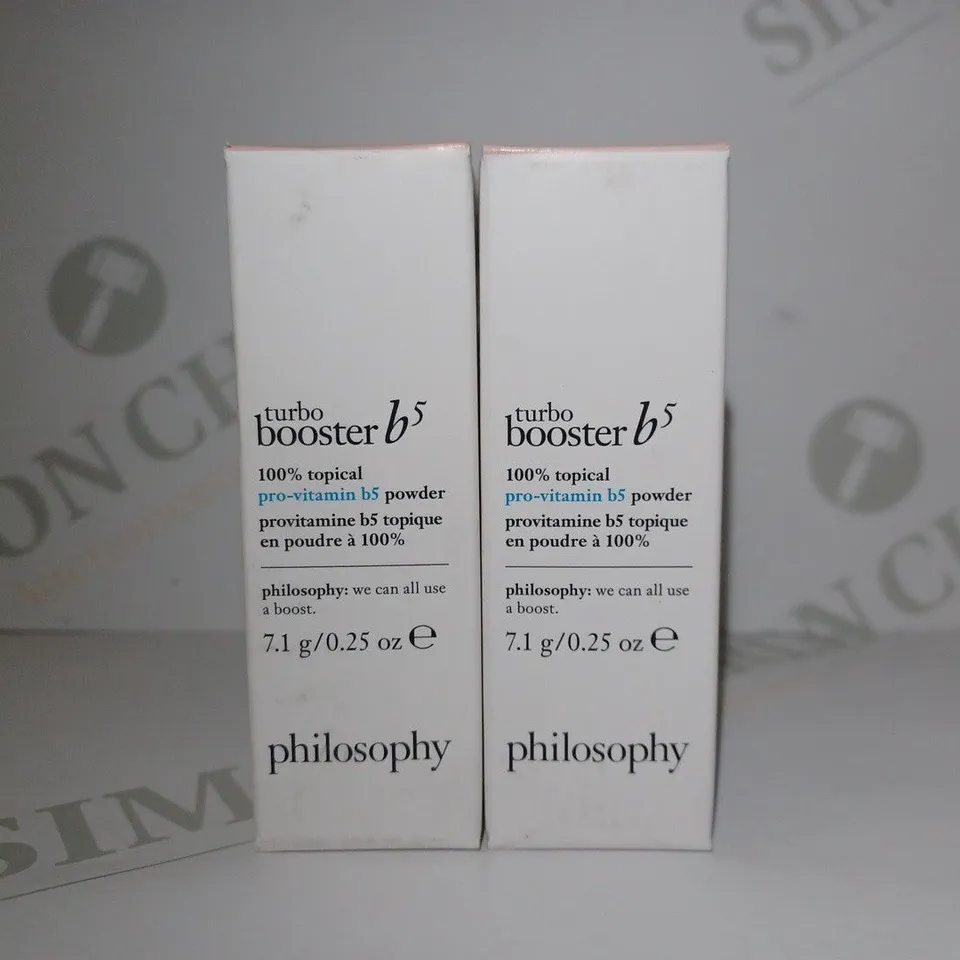 turbo
booster b5
100% topical
pro-vitamin b5 powder
provitamine b5 topique
en poudre à 100%
philosophy: we can all use
a boost.
7.1 g/0.25 oz e
philosophy
turbo
booster b5
100% topical
pro-vitamin b5 powder
provitamine b5 topique
en poudre à 100%
philosophy: we can all use
a boost.
7.1 g/0.25 oz e
philosophy